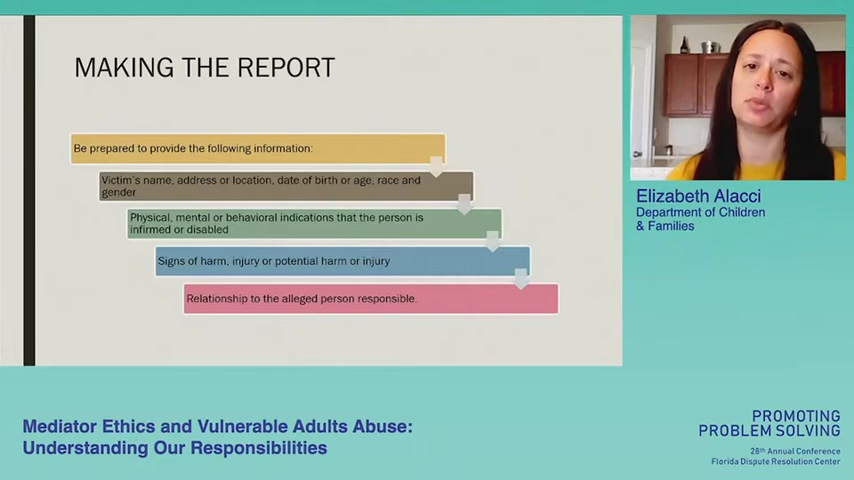 MAKING THE REPORT
Be prepared to provide the following information:
Victim's name, address or location, date of birth or age, race and
gender
Physical, mental or behavioral indications that the person is
infirmed or disabled
Signs of harm, injury or potential harm or injury
Relationship to the alleged person responsible.
Elizabeth Alacci
Department of Children
& Families
Mediator Ethics and Vulnerable Adults Abuse:
Understanding Our Responsibilities
PROMOTING
PROBLEM SOLVING
28th Annual Conference
Florida Dispute Resolution Center